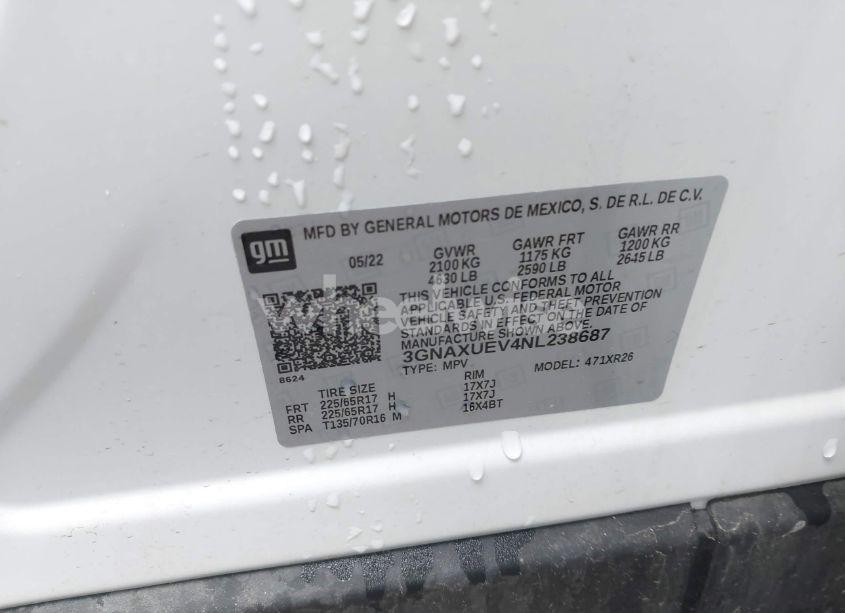 gm
MFD BY GENERAL MOTORS DE MEXICO, S. DE R.L. DE C.V.
05/22 GVWR GAWR FRT GAWR RR
2100 KG 1175 KG 1200 KG
4630 LB 2590 LB 2645 LB
THIS VEHICLE CONFORMS TO ALL
APPLICABLE U.S. FEDERAL MOTOR
VEHICLE SAFETY AND THEFT PREVENTION
STANDARDS IN EFFECT ON THE DATE OF
MANUFACTURE SHOWN ABOVE.
3GNAXUEV4NL238687
TYPE: MPV MODEL: 471XR26
8624
TIRE SIZE RIM
FRT 225/65R17 H 17X7J
RR 225/65R17 H 17X7J
SPA T135/70R16 M 16X4BT